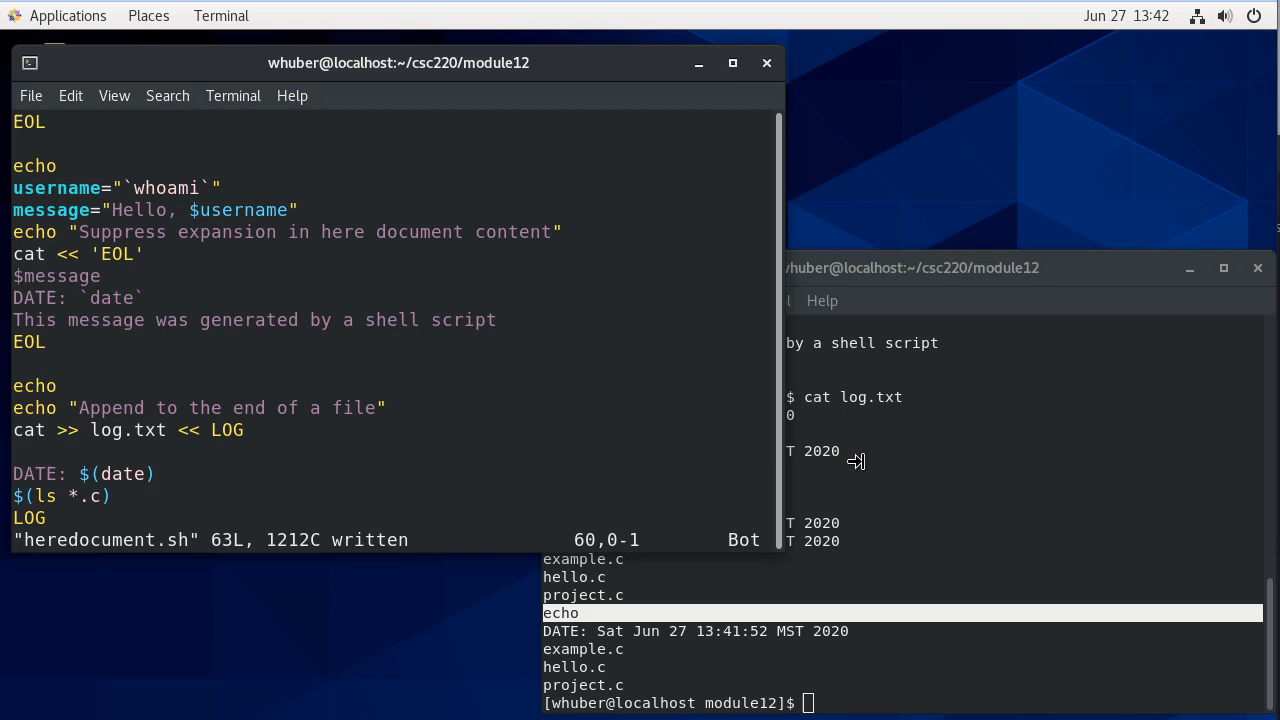 Applications Places Terminal Jun 27 13:42
whuber@localhost:~/csc220/module12
File Edit View Search Terminal Help
EOL
echo
username="`whoami`"
message="Hello, $username"
echo "Suppress expansion in here document content"
cat << 'EOL'
$message
DATE: `date`
This message was generated by a shell script
EOL
echo
echo "Append to the end of a file"
cat >> log.txt << LOG
DATE: $(date)
$(ls *.c)
LOG
"heredocument.sh" 63L, 1212C written 60,0-1 Bot
whuber@localhost:~/csc220/module12
Help
by a shell script
$ cat log.txt
0
T 2020
T 2020
T 2020
example.c
hello.c
project.c
echo
DATE: Sat Jun 27 13:41:52 MST 2020
example.c
hello.c
project.c
[whuber@localhost module12]$